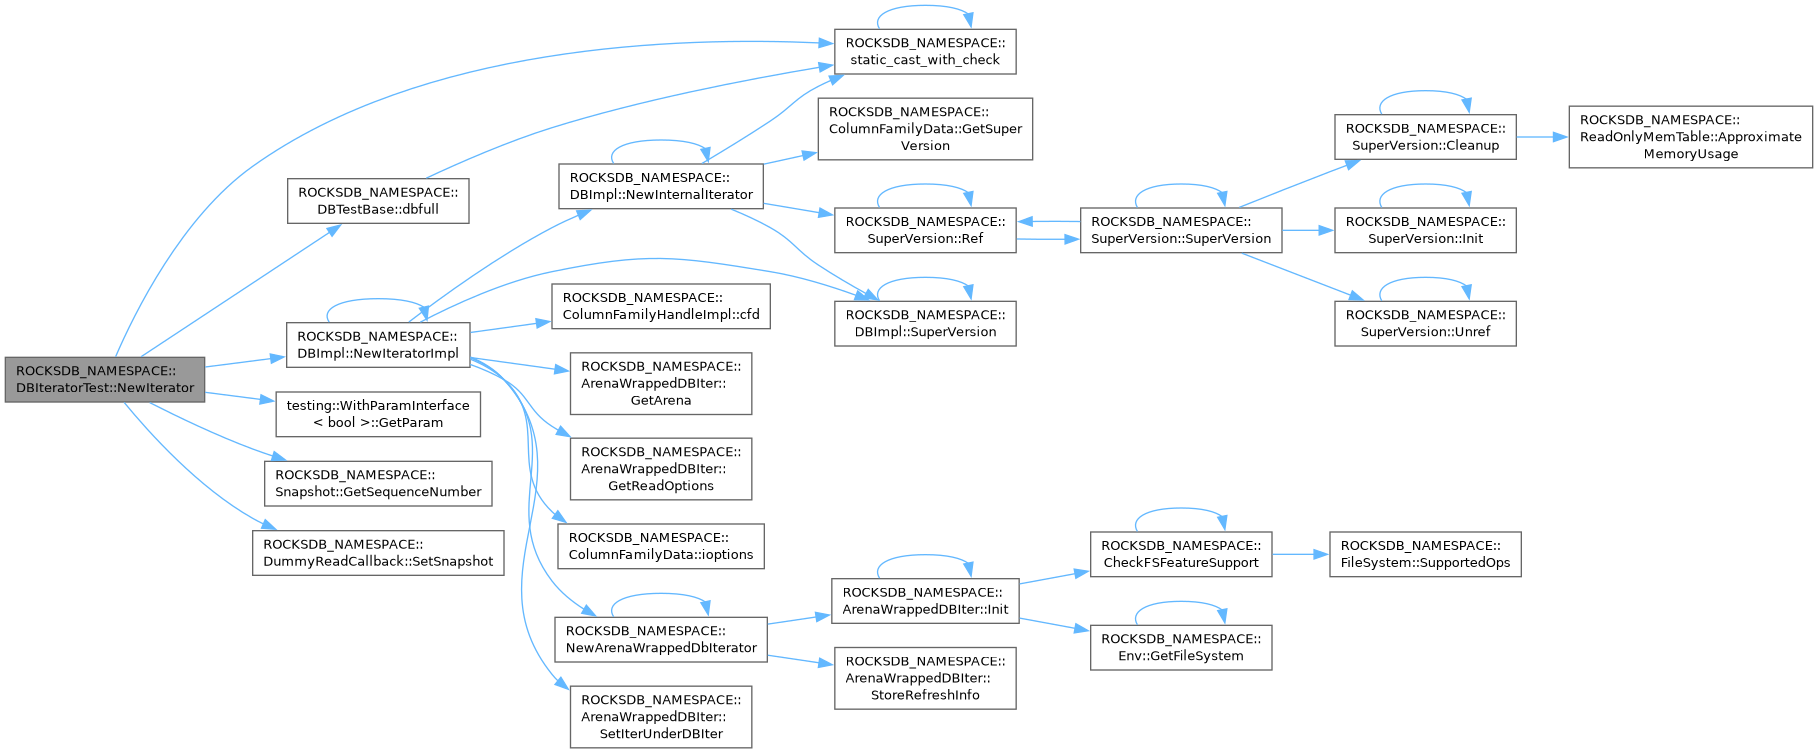 ROCKSDB_NAMESPACE::
DBIteratorTest::NewIterator
ROCKSDB_NAMESPACE::
DBTestBase::dbfull
ROCKSDB_NAMESPACE::
DBImpl::NewIteratorImpl
testing::WithParamInterface
< bool >::GetParam
ROCKSDB_NAMESPACE::
Snapshot::GetSequenceNumber
ROCKSDB_NAMESPACE::
DummyReadCallback::SetSnapshot
ROCKSDB_NAMESPACE::
DBImpl::NewInternalIterator
ROCKSDB_NAMESPACE::
ColumnFamilyHandleImpl::cfd
ROCKSDB_NAMESPACE::
ArenaWrappedDBIter::
GetArena
ROCKSDB_NAMESPACE::
ArenaWrappedDBIter::
GetReadOptions
ROCKSDB_NAMESPACE::
ColumnFamilyData::ioptions
ROCKSDB_NAMESPACE::
NewArenaWrappedDbIterator
ROCKSDB_NAMESPACE::
ArenaWrappedDBIter::
SetIterUnderDBIter
ROCKSDB_NAMESPACE::
static_cast_with_check
ROCKSDB_NAMESPACE::
ColumnFamilyData::GetSuper
Version
ROCKSDB_NAMESPACE::
SuperVersion::Ref
ROCKSDB_NAMESPACE::
DBImpl::SuperVersion
ROCKSDB_NAMESPACE::
ArenaWrappedDBIter::Init
ROCKSDB_NAMESPACE::
ArenaWrappedDBIter::
StoreRefreshInfo
ROCKSDB_NAMESPACE::
SuperVersion::SuperVersion
ROCKSDB_NAMESPACE::
CheckFSFeatureSupport
ROCKSDB_NAMESPACE::
Env::GetFileSystem
ROCKSDB_NAMESPACE::
SuperVersion::Cleanup
ROCKSDB_NAMESPACE::
SuperVersion::Init
ROCKSDB_NAMESPACE::
SuperVersion::Unref
ROCKSDB_NAMESPACE::
FileSystem::SupportedOps
ROCKSDB_NAMESPACE::
ReadOnlyMemTable::Approximate
MemoryUsage